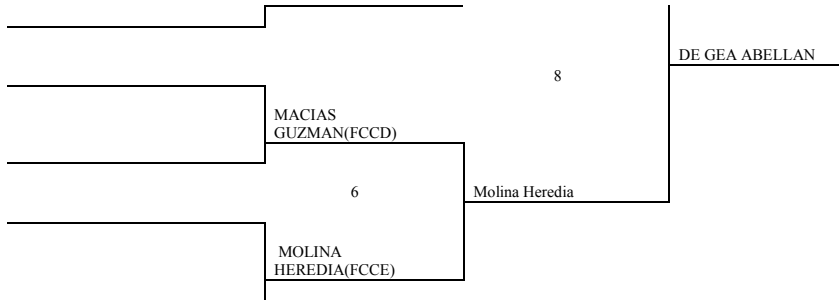 DE GEA ABELLAN
8
MACIAS
GUZMAN(FCCD)
6
Molina Heredia
MOLINA
HEREDIA(FCCE)